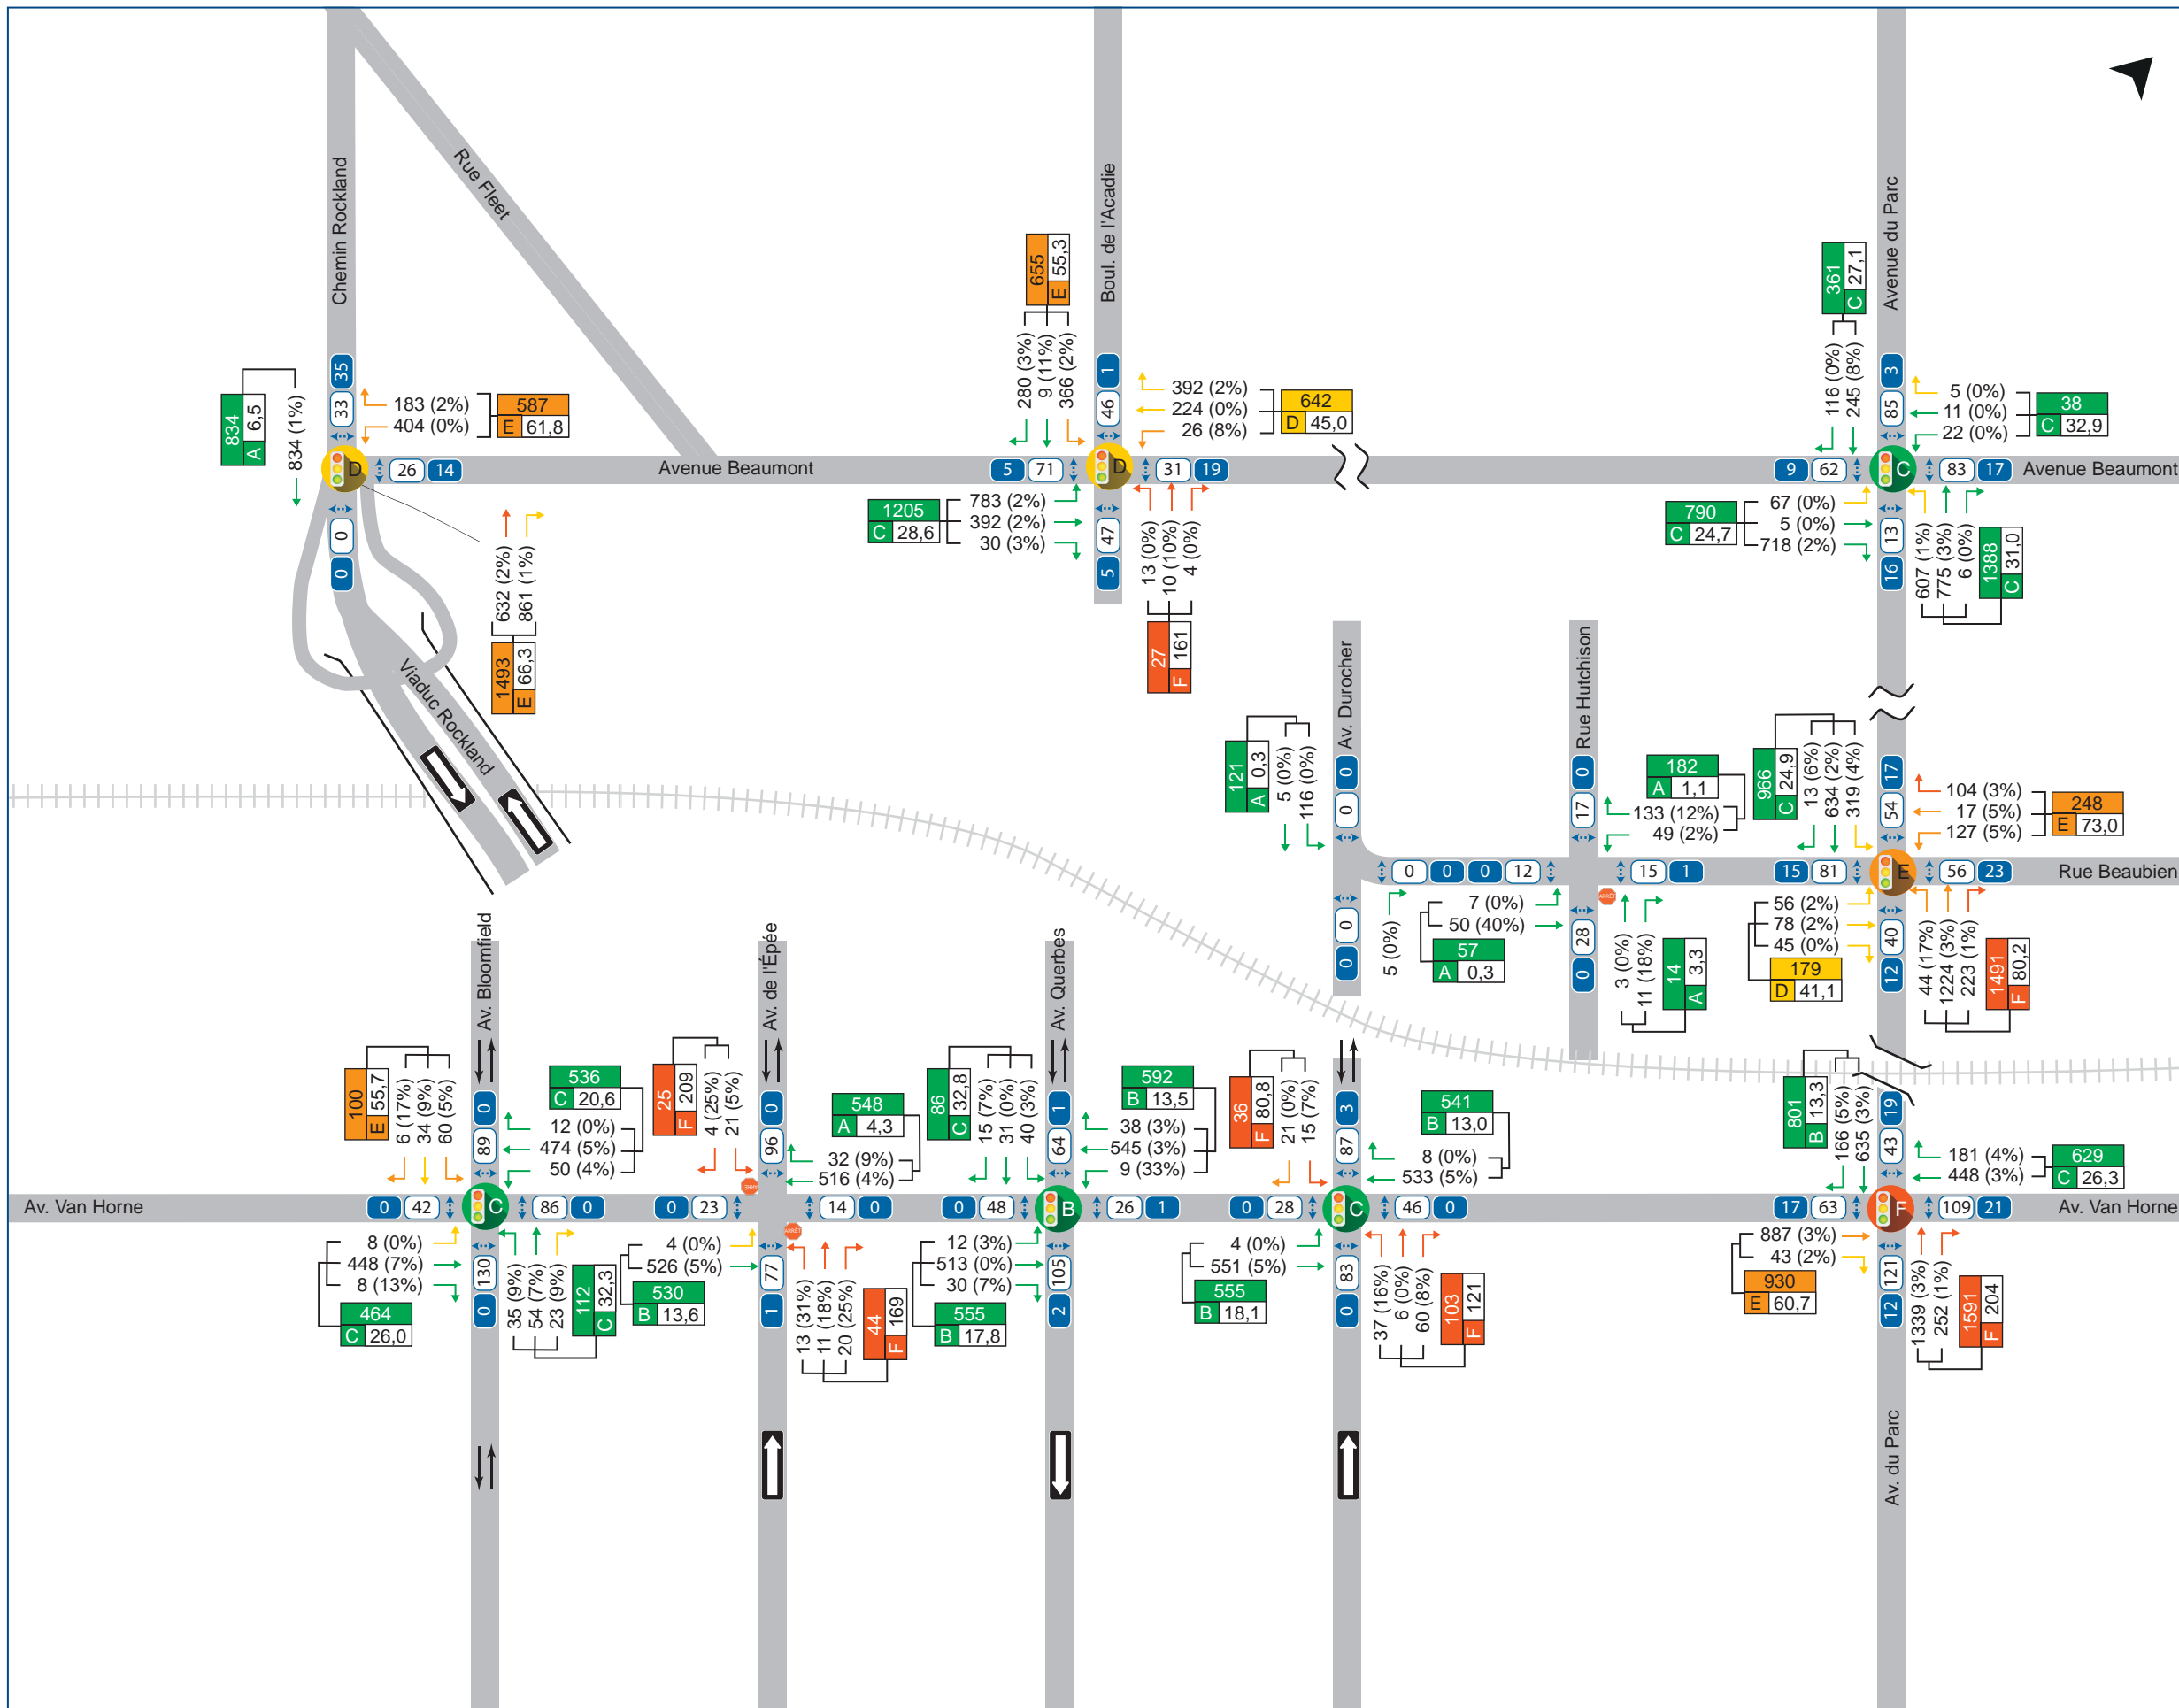 Chemin Rockland
Rue Fleet
Boul. de l'Acadie
Avenue du Parc
834
A 6,5
834 (1%)
35
33
183 (2%)
404 (0%)
587
E 61,8
D
26 14
0
0
632 (2%)
861 (1%)
1493
E 66,3
Viaduc Rockland
Avenue Beaumont
655
E 55,3
280 (3%)
9 (11%)
366 (2%)
1
46
392 (2%)
224 (0%)
26 (8%)
642
D 45,0
5 71
D
31 19
1205
C 28,6
783 (2%)
392 (2%)
30 (3%)
47
5
13 (0%)
10 (10%)
4 (0%)
27
F 161
361
C 27,1
116 (0%)
245 (8%)
3
85
5 (0%)
11 (0%)
22 (0%)
38
C 32,9
9 62
C
83 17
Avenue Beaumont
790
C 24,7
67 (0%)
5 (0%)
718 (2%)
13
16
607 (1%)
775 (3%)
6 (0%)
1388
C 31,0
Av. Durocher
121
A 0,3
5 (0%)
116 (0%)
0
0
0
0
5 (0%)
0 0 0 12
7 (0%)
50 (40%)
57
A 0,3
Rue Hutchison
0
17
182
A 1,1
133 (12%)
49 (2%)
15 1
ARRÊT
28
0
3 (0%)
11 (18%)
14
A 3,3
966
C 24,9
13 (6%)
634 (2%)
319 (4%)
17
54
104 (3%)
17 (5%)
127 (5%)
248
E 73,0
15 81
E
56 23
Rue Beaubien
56 (2%)
78 (2%)
45 (0%)
179
D 41,1
40
12
44 (17%)
1224 (3%)
223 (1%)
1491
F 80,2
Av. Bloomfield
100
E 55,7
6 (17%)
34 (9%)
60 (5%)
0
89
536
C 20,6
12 (0%)
474 (5%)
50 (4%)
Av. Van Horne
0 42
C
86 0
8 (0%)
448 (7%)
8 (13%)
464
C 26,0
130
0
35 (9%)
54 (7%)
23 (9%)
112
C 32,3
Av. de l'Épée
25
F 209
4 (25%)
21 (5%)
0
96
548
A 4,3
32 (9%)
516 (4%)
ARRÊT
0 23
14 0
ARRÊT
4 (0%)
526 (5%)
530
B 13,6
77
1
13 (31%)
11 (18%)
20 (25%)
44
F 169
Av. Querbes
86
C 32,8
15 (7%)
31 (0%)
40 (3%)
1
64
592
B 13,5
38 (3%)
545 (3%)
9 (33%)
0 48
B
26 1
12 (3%)
513 (0%)
30 (7%)
555
B 17,8
105
2
36
F 80,8
21 (0%)
15 (7%)
3
87
541
B 13,0
8 (0%)
533 (5%)
0 28
C
46 0
4 (0%)
551 (5%)
555
B 18,1
83
0
37 (16%)
6 (0%)
60 (8%)
103
F 121
801
B 13,3
166 (5%)
635 (3%)
19
43
181 (4%)
448 (3%)
629
C 26,3
17 63
F
109 21
Av. Van Horne
887 (3%)
43 (2%)
930
E 60,7
121
12
1339 (3%)
252 (1%)
1591
F 204
Av. du Parc